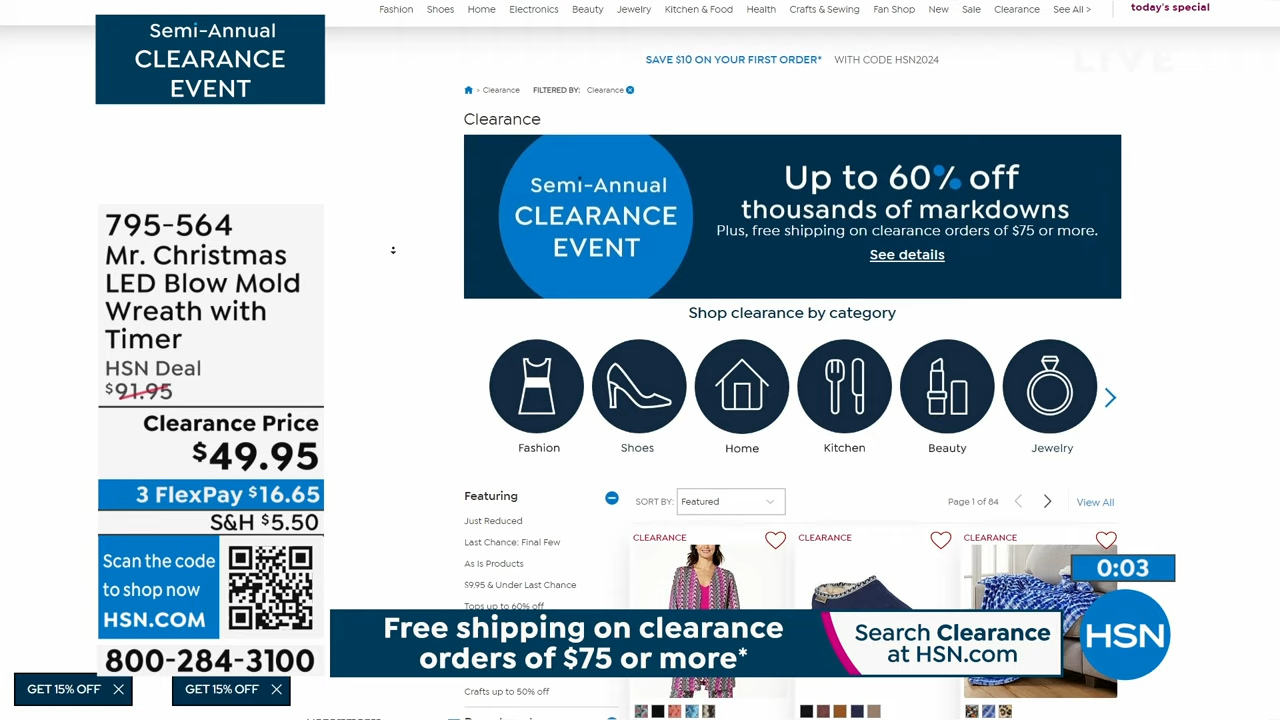 Fashion Shoes Home Electronics Beauty Jewelry Kitchen & Food Health Crafts & Sewing Fan Shop New Sale Clearance See All > today's special
Semi-Annual
CLEARANCE
EVENT
SAVE $10 ON YOUR FIRST ORDER* WITH CODE HSN2024
LIVE
> Clearance FILTERED BY: Clearance
Clearance
Semi-Annual
CLEARANCE
EVENT
Up to 60% off
thousands of markdowns
Plus, free shipping on clearance orders of $75 or more.
See details
795-564
Mr. Christmas
LED Blow Mold
Wreath with
Timer
HSN Deal
$91.95
Clearance Price
$49.95
3 FlexPay $16.65
S&H $5.50
Scan the code
to shop now
HSN.COM
800-284-3100
GET 15% OFF
GET 15% OFF
Shop clearance by category
Fashion Shoes Home Kitchen Beauty Jewelry
Featuring
Just Reduced
Last Chance: Final Few
As Is Products
$9.95 & Under Last Chance
Tops up to 60% off
Crafts up to 50% off
SORT BY: Featured
Page 1 of 84 View All
CLEARANCE CLEARANCE CLEARANCE
0:03
Free shipping on clearance
orders of $75 or more*
Search Clearance
at HSN.com
HSN